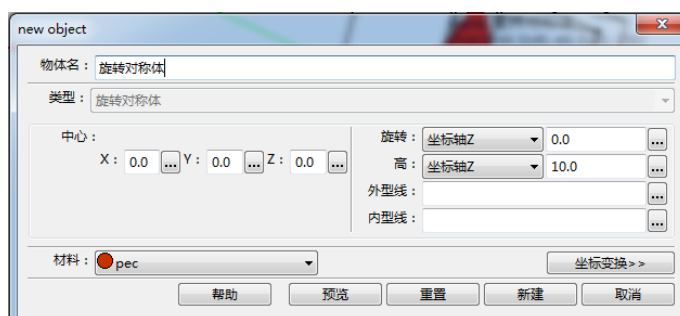 new object
物体名： 旋转对称体
类型： 旋转对称体
中心：
X： 0.0 ... Y： 0.0 ... Z： 0.0 ...
旋转： 坐标轴Z 0.0 ...
高： 坐标轴Z 10.0 ...
外型线： ...
内型线： ...
材料： pec 坐标变换>>
帮助 预览 重置 新建 取消